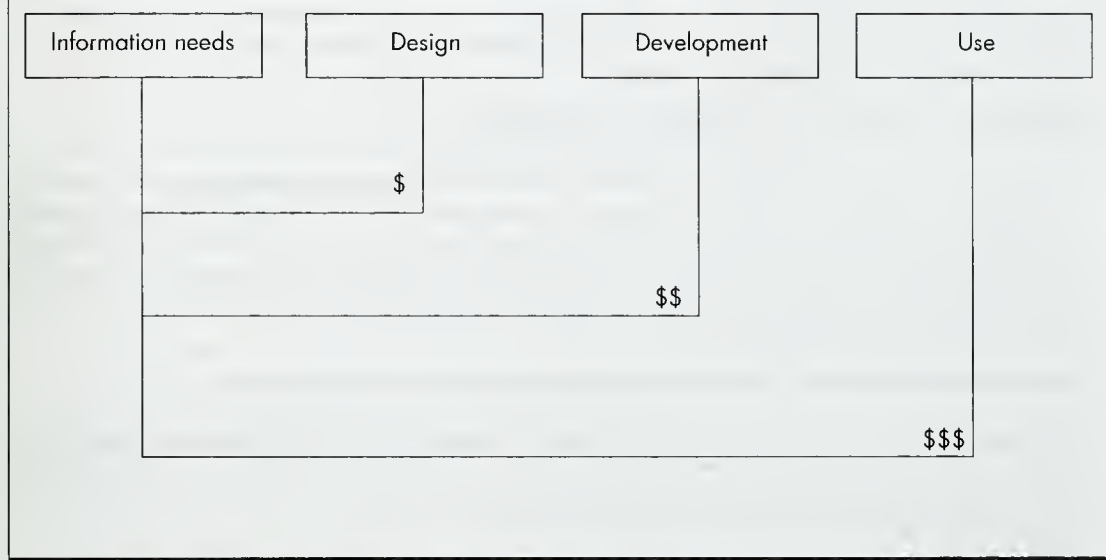 Information needs
Design
Development
Use
$
$$
$$$